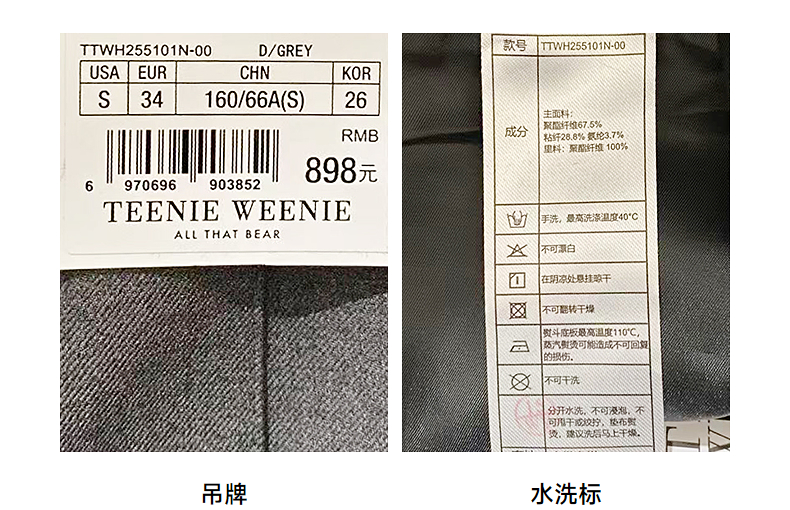 TTWH255101N-00 D/GREY
USA EUR CHN KOR
S 34 160/66A(S) 26
RMB
898元
6 970696 903852
TEENIE WEENIE
ALL THAT BEAR
款号 TTWH255101N-00
成分
主面料：
聚酯纤维67.5%
粘纤28.8% 氨纶3.7%
里料：聚酯纤维 100%
手洗，最高洗涤温度40°C
不可漂白
在阴凉处悬挂晾干
不可翻转干燥
熨斗底板最高温度110℃，
蒸汽熨烫可能造成不可回复
的损伤。
不可干洗
分开水洗，不可浸泡，不
可甩干或绞拧，垫布熨
烫，建议洗后马上干燥。
吊牌
水洗标